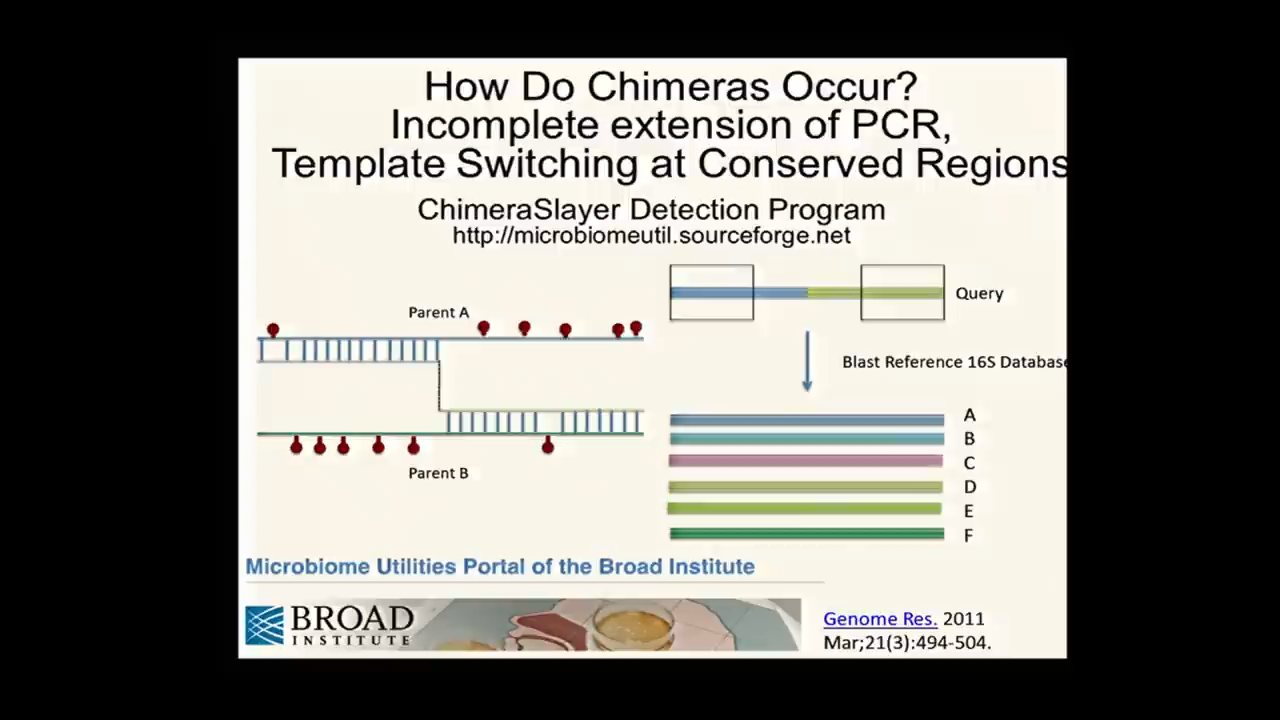 How Do Chimeras Occur?
Incomplete extension of PCR,
Template Switching at Conserved Regions
ChimeraSlayer Detection Program
http://microbiomeutil.sourceforge.net
Parent A
Parent B
Query
Blast Reference 16S Database
A
B
C
D
E
F
Microbiome Utilities Portal of the Broad Institute
BROAD
INSTITUTE
Genome Res. 2011
Mar;21(3):494-504.